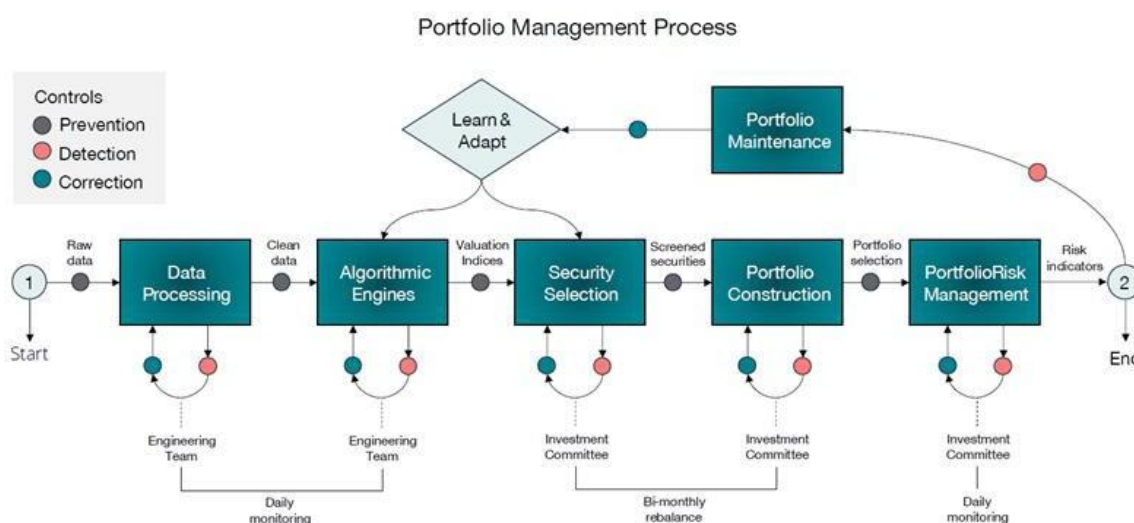 Portfolio Management Process
Controls
Prevention
Detection
Correction
Learn &
Adapt
Portfolio
Maintenance
Raw
data
Clean
data
Valuation
Indices
Screened
securities
Portfolio
selection
Risk
indicators
1
Data
Processing
Algorithmic
Engines
Security
Selection
Portfolio
Construction
PortfolioRisk
Management
2
Start
End
Engineering
Team
Engineering
Team
Investment
Committee
Investment
Committee
Investment
Committee
Daily
monitoring
Bi-monthly
rebalance
Daily
monitoring